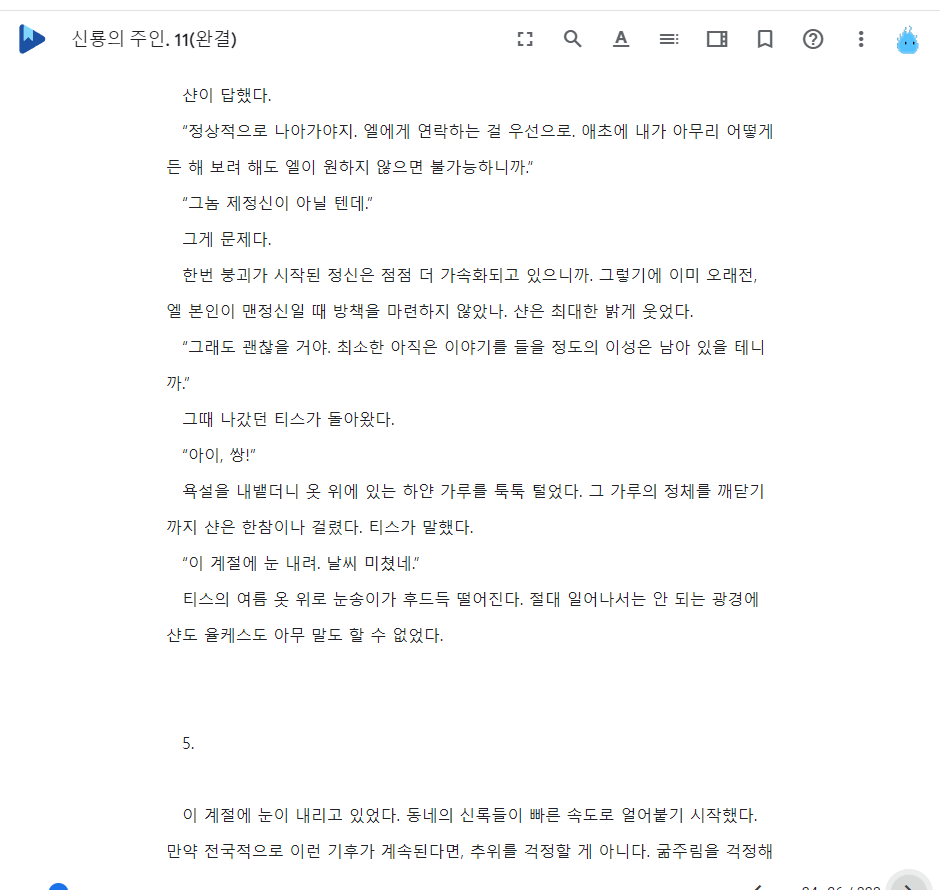 신룡의 주인. 11(완결)
샨이 답했다.
“정상적으로 나아가야지. 엘에게 연락하는 걸 우선으로. 애초에 내가 아무리 어떻게
든 해 보려 해도 엘이 원하지 않으면 불가능하니까.”
“그놈 제정신이 아닐 텐데.”
그게 문제다.
한번 붕괴가 시작된 정신은 점점 더 가속화되고 있으니까. 그렇기에 이미 오래전,
엘 본인이 맨정신일 때 방책을 마련하지 않았나. 샨은 최대한 밝게 웃었다.
“그래도 괜찮을 거야. 최소한 아직은 이야기를 들을 정도의 이성은 남아 있을 테니
까.”
그때 나갔던 티스가 돌아왔다.
“아이, 쌍!”
욕설을 내뱉더니 옷 위에 있는 하얀 가루를 툭툭 털었다. 그 가루의 정체를 깨닫기
까지 샨은 한참이나 걸렸다. 티스가 말했다.
“이 계절에 눈 내려. 날씨 미쳤네.”
티스의 여름 옷 위로 눈송이가 후드득 떨어진다. 절대 일어나서는 안 되는 광경에
샨도 율케스도 아무 말도 할 수 없었다.
5.
이 계절에 눈이 내리고 있었다. 동네의 신록들이 빠른 속도로 얼어붙기 시작했다.
만약 전국적으로 이런 기후가 계속된다면, 추위를 걱정할 게 아니다. 굶주림을 걱정해